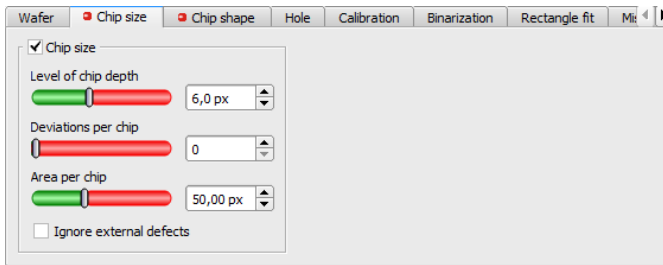 Wafer Chip size Chip shape Hole Calibration Binarization Rectangle fit
Chip size
Level of chip depth
6,0 px
Deviations per chip
0
Area per chip
50,00 px
Ignore external defects